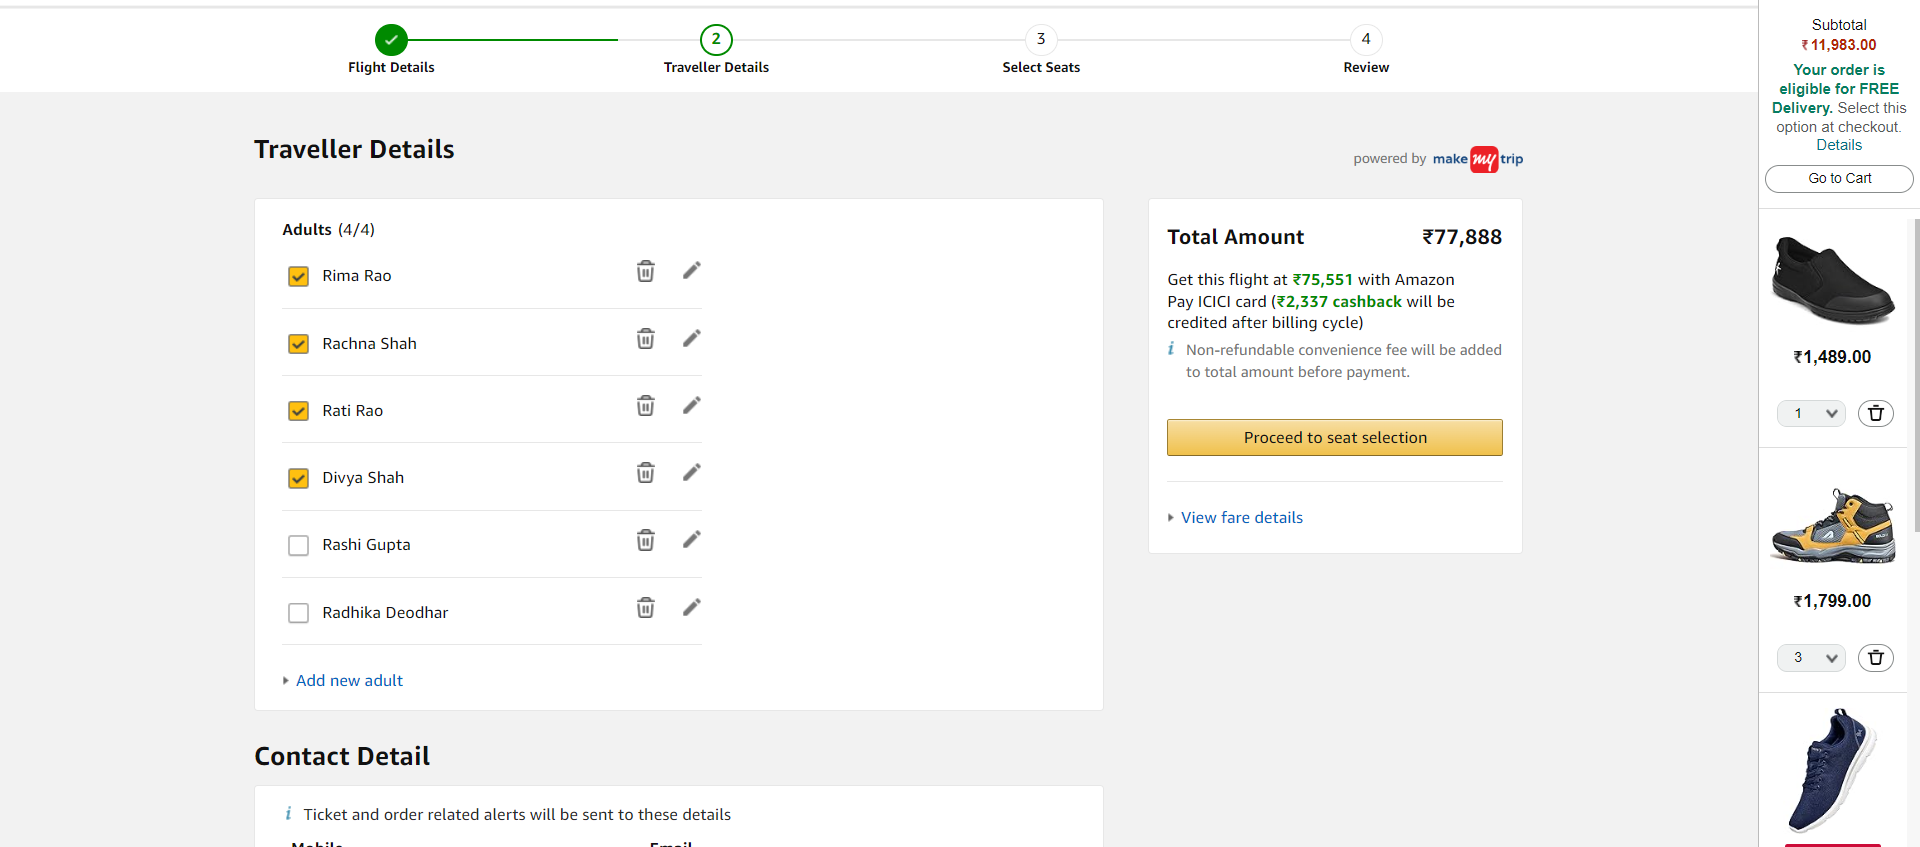 2
3
4
Flight Details
Traveller Details
Select Seats
Review
Traveller Details
powered by make my trip
Adults (4/4)
Rima Rao
Rachna Shah
Rati Rao
Divya Shah
Rashi Gupta
Radhika Deodhar
Add new adult
Total Amount ₹77,888
Get this flight at ₹75,551 with Amazon
Pay ICICI card (₹2,337 cashback will be
credited after billing cycle)
i Non-refundable convenience fee will be added
to total amount before payment.
Proceed to seat selection
View fare details
Contact Detail
i Ticket and order related alerts will be sent to these details
Mobile Email
Subtotal
₹11,983.00
Your order is
eligible for FREE
Delivery. Select this
option at checkout.
Details
Go to Cart
₹1,489.00
1
₹1,799.00
3